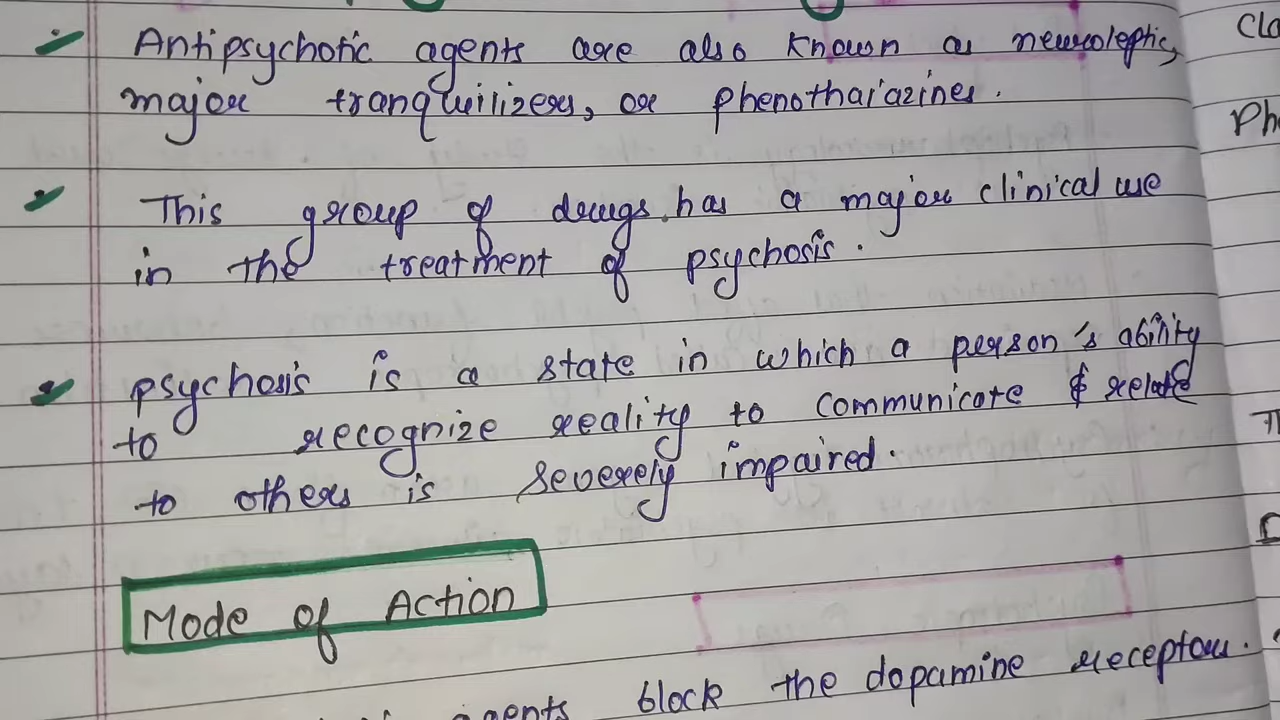 Antipsychotic agents are also known as neuroleptic,
major tranquilizers, or phenothaiazines.
This group of drugs has a major clinical use
in the treatment of psychosis.
psychosis is a state in which a person's ability
to recognize reality to communicate & relate
to others is severely impaired.
Mode of Action
agents block the dopamine receptors.